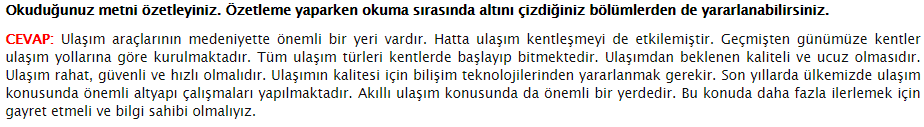 Okuduğunuz metni özetleyiniz. Özetleme yaparken okuma sırasında altını çizdiğiniz bölümlerden de yararlanabilirsiniz.
CEVAP: Ulaşım araçlarının medeniyette önemli bir yeri vardır. Hatta ulaşım kentleşmeyi de etkilemiştir. Geçmişten günümüze kentler
ulaşım yollarına göre kurulmaktadır. Tüm ulaşım türleri kentlerde başlayıp bitmektedir. Ulaşımdan beklenen kaliteli ve ucuz olmasıdır.
Ulaşım rahat, güvenli ve hızlı olmalıdır. Ulaşımın kalitesi için bilişim teknolojilerinden yararlanmak gerekir. Son yıllarda ülkemizde ulaşım
konusunda önemli altyapı çalışmaları yapılmaktadır. Akıllı ulaşım konusunda da önemli bir yerdedir. Bu konuda daha fazla ilerlemek için
gayret etmeli ve bilgi sahibi olmalıyız.